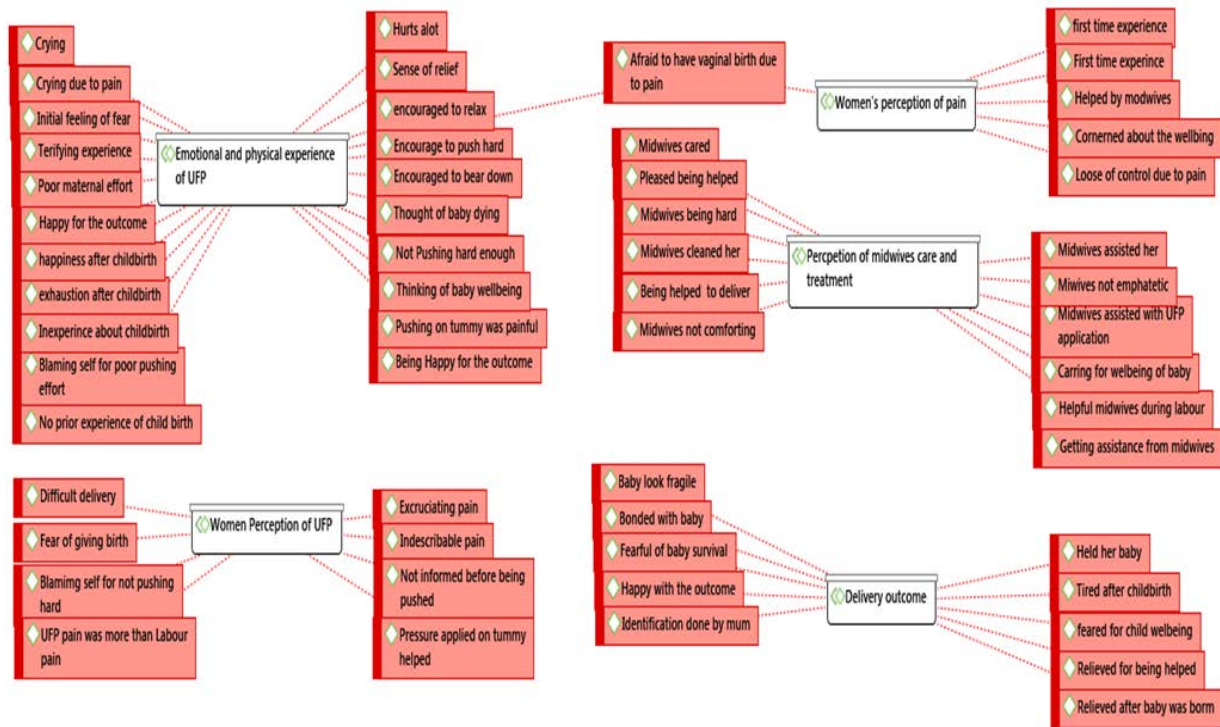 Crying
Crying due to pain
Initial feeling of fear
Terifying experience
Poor maternal effort
Happy for the outcome
happiness after childbirth
exhaustion after childbirth
Inexperince about childbirth
Blaming self for poor pushing
effort
No prior experience of child birth
Emotional and physical experience
of UFP
Hurts alot
Sense of relief
encouraged to relax
Encourage to push hard
Encouraged to bear down
Thought of baby dying
Not Pushing hard enough
Thinking of baby wellbeing
Pushing on tummy was painful
Being Happy for the outcome
Afraid to have vaginal birth due
to pain
Women's perception of pain
first time experience
First time experince
Helped by modwives
Cornerned about the wellbing
Loose of control due to pain
Midwives cared
Pleased being helped
Midwives being hard
Midwives cleaned her
Being helped to deliver
Midwives not comforting
Percpetion of midwives care and
treatment
Midwives assisted her
Miwives not emphatetic
Midwives assisted with UFP
application
Carring for welbeing of baby
Helpful midwives during labour
Getting assistance from midwives
Difficult delivery
Fear of giving birth
Blamimg self for not pushing
hard
UFP pain was more than Labour
pain
Women Perception of UFP
Excruciating pain
Indescribable pain
Not informed before being
pushed
Pressure applied on tummy
helped
Baby look fragile
Bonded with baby
Fearful of baby survival
Happy with the outcome
Identification done by mum
Delivery outcome
Held her baby
Tired after childbirth
feared for child welbeing
Relieved for being helped
Relieved after baby was borm